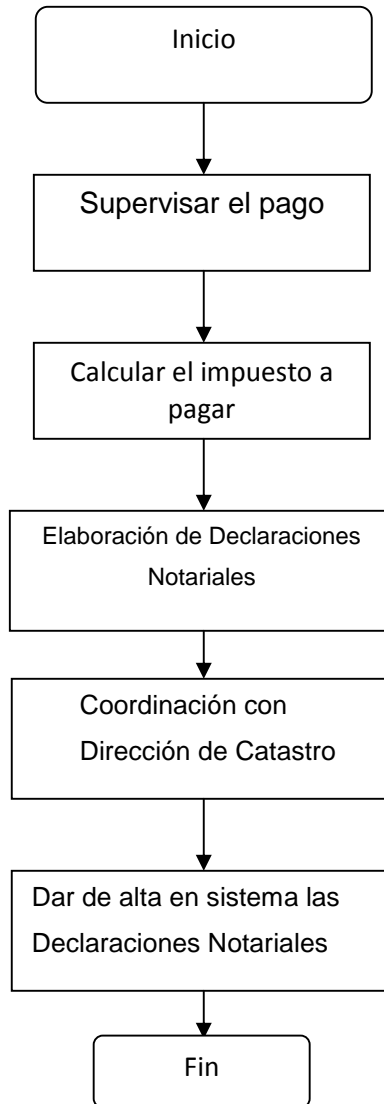 Inicio
Supervisar el pago
Calcular el impuesto a
pagar
Elaboración de Declaraciones
Notariales
Coordinación con
Dirección de Catastro
Dar de alta en sistema las
Declaraciones Notariales
Fin